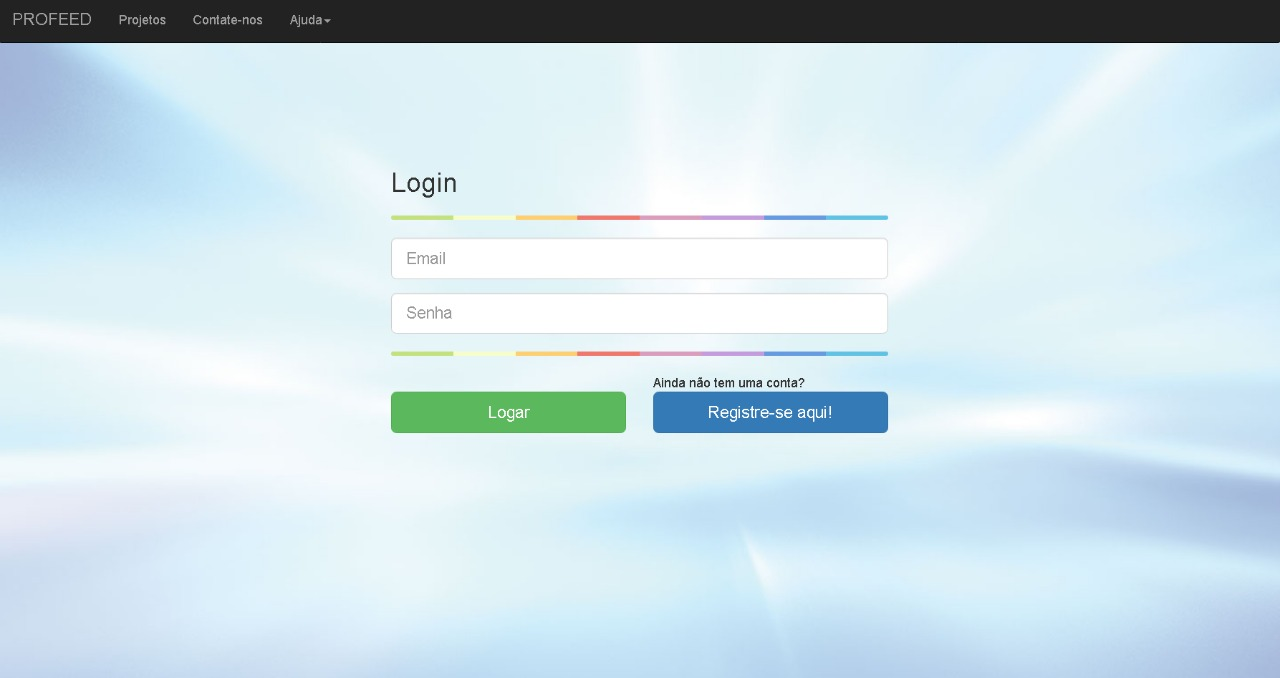 PROFEED Projetos Contate-nos Ajuda
Login
Email
Senha
Ainda não tem uma conta?
Logar Registre-se aqui!